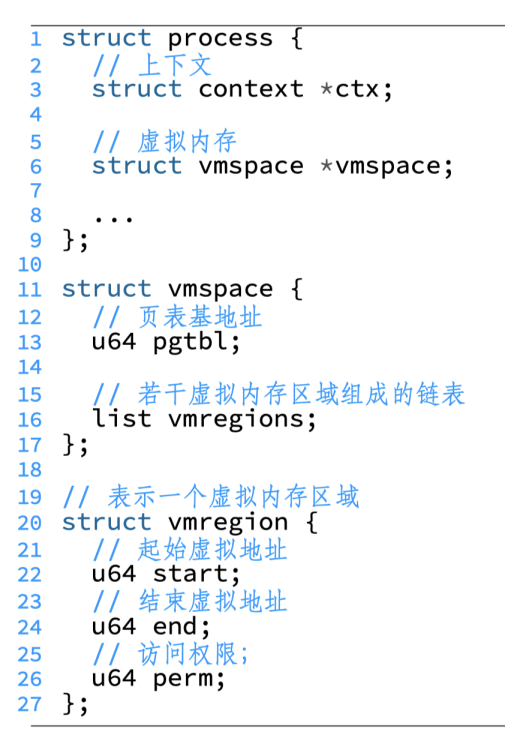 1 struct process {
2 // 上下文
3 struct context *ctx;
4
5 // 虚拟内存
6 struct vmspace *vmspace;
7
8 ...
9 };
10
11 struct vmspace {
12 // 页表基地址
13 u64 pgtbl;
14
15 // 若干虚拟内存区域组成的链表
16 list vmregions;
17 };
18
19 // 表示一个虚拟内存区域
20 struct vmregion {
21 // 起始虚拟地址
22 u64 start;
23 // 结束虚拟地址
24 u64 end;
25 // 访问权限;
26 u64 perm;
27 };